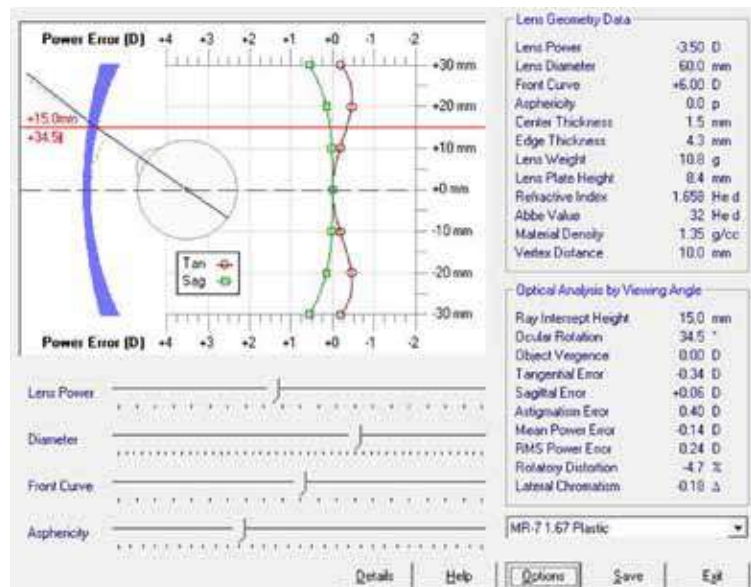 Power Error (D) +4 +3 +2 +1 -1 -2
+30 mm
+20 mm
+15.0mm
+34.5
+10 mm
+0 mm
-10 mm
Tan
Sag
-20 mm
-30 mm
Power Error (D) +4 +3 +2 +1 -1 -2
Lens Power
Diameter
Front Curve
Asphericity
Lens Geometry Data
Lens Power -3.50 D
Lens Diameter 60.0 mm
Front Curve +6.00 D
Asphericity 0.0 p
Center Thickness 1.5 mm
Edge Thickness 4.3 mm
Lens Weight 10.8 g
Lens Plate Height 8.4 mm
Refractive Index 1.658 He d
Abbe Value 32 He d
Material Density 1.35 g/cc
Vertex Distance 10.0 mm
Optical Analysis by Viewing Angle
Ray Intercept Height 15.0 mm
Ocular Rotation 34.5 °
Object Vergence 0.00 D
Tangential Error -0.34 D
Sagittal Error +0.06 D
Astigmatism Error 0.40 D
Mean Power Error -0.14 D
RMS Power Error 0.24 D
Rotatory Distortion -4.7 %
Lateral Chromatism -0.18 Δ
MR-7 1.67 Plastic
Details Help Options Save Exit